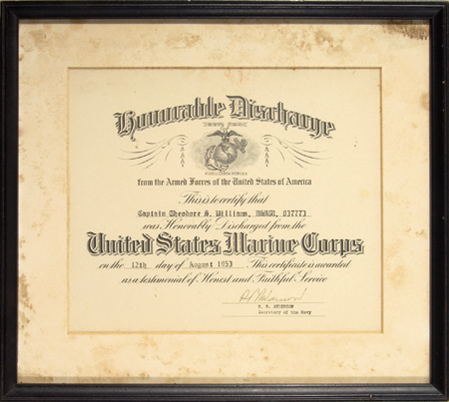 Honorable Discharge
from the Armed Forces of the United States of America
This is to certify that
Captain Theodore S. William, USMCR, 037773
was Honorably Discharged from the
United States Marine Corps
on the 12th day of August 1953. This certificate is awarded
as a testimonial of Honest and Faithful Service
R. B. ANDERSON
Secretary of the Navy